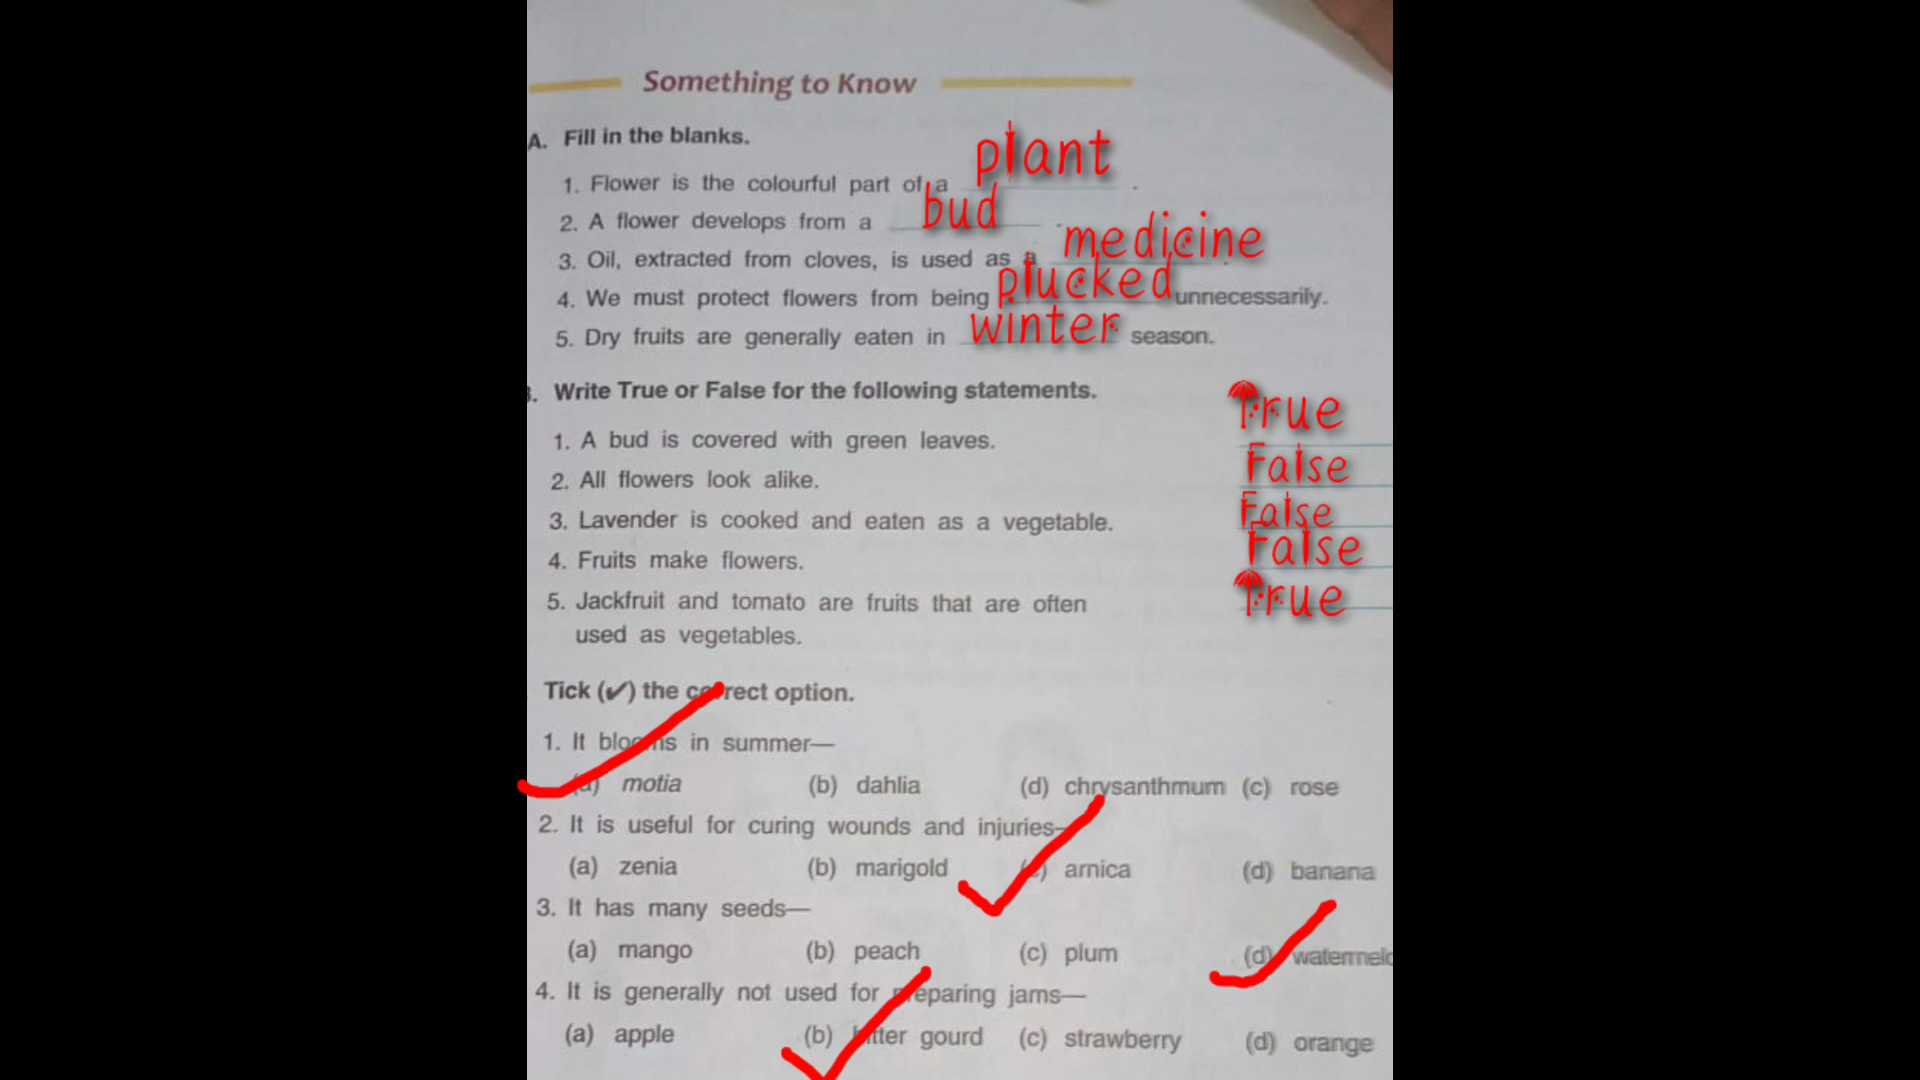 Something to Know
A. Fill in the blanks.
1. Flower is the colourful part of a plant .
2. A flower develops from a bud .
3. Oil, extracted from cloves, is used as a medicine .
4. We must protect flowers from being plucked unnecessarily.
5. Dry fruits are generally eaten in winter season.
. Write True or False for the following statements.
1. A bud is covered with green leaves. True
2. All flowers look alike. False
3. Lavender is cooked and eaten as a vegetable. False
4. Fruits make flowers. False
5. Jackfruit and tomato are fruits that are often True
used as vegetables.
Tick (✔) the correct option.
1. It blooms in summer—
(a) motia (b) dahlia (d) chrysanthmum (c) rose
2. It is useful for curing wounds and injuries—
(a) zenia (b) marigold (c) arnica (d) banana
3. It has many seeds—
(a) mango (b) peach (c) plum (d) watermelo
4. It is generally not used for preparing jams—
(a) apple (b) bitter gourd (c) strawberry (d) orange